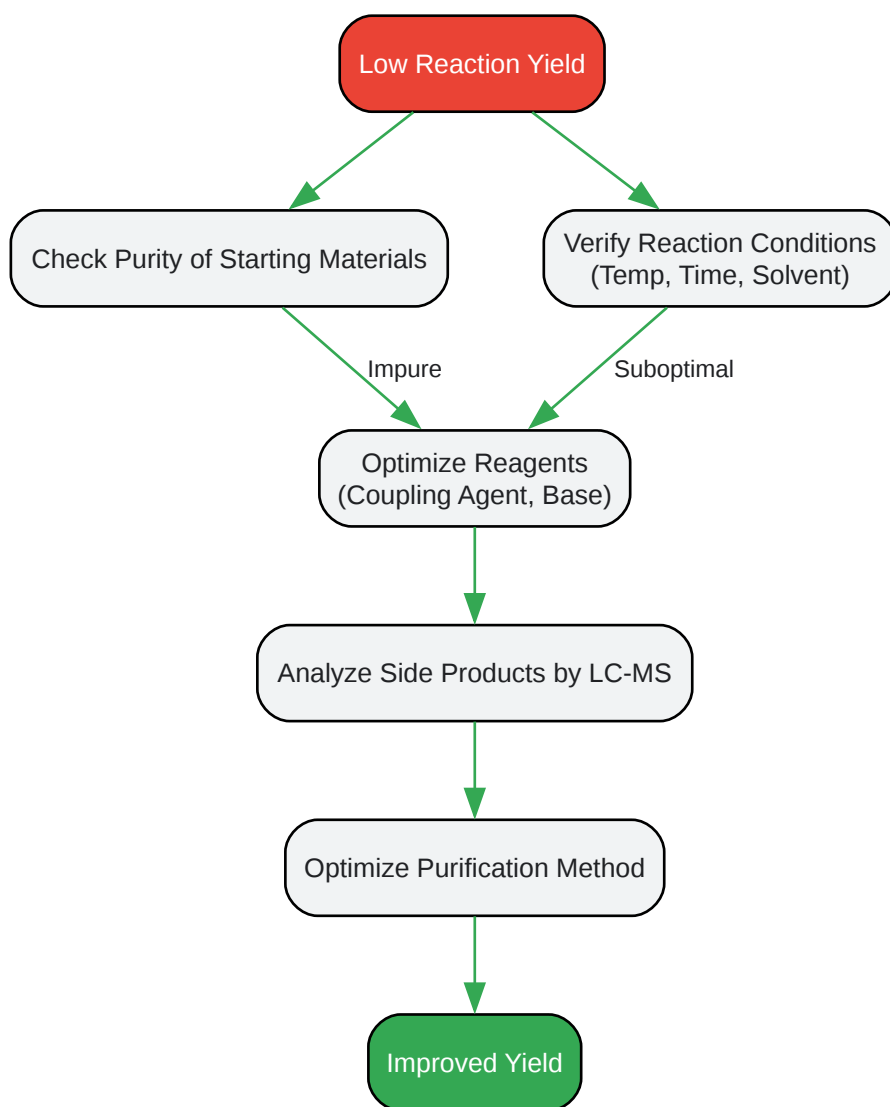 Low Reaction Yield
Check Purity of Starting Materials
Verify Reaction Conditions
(Temp, Time, Solvent)
Impure
Suboptimal
Optimize Reagents
(Coupling Agent, Base)
Analyze Side Products by LC-MS
Optimize Purification Method
Improved Yield